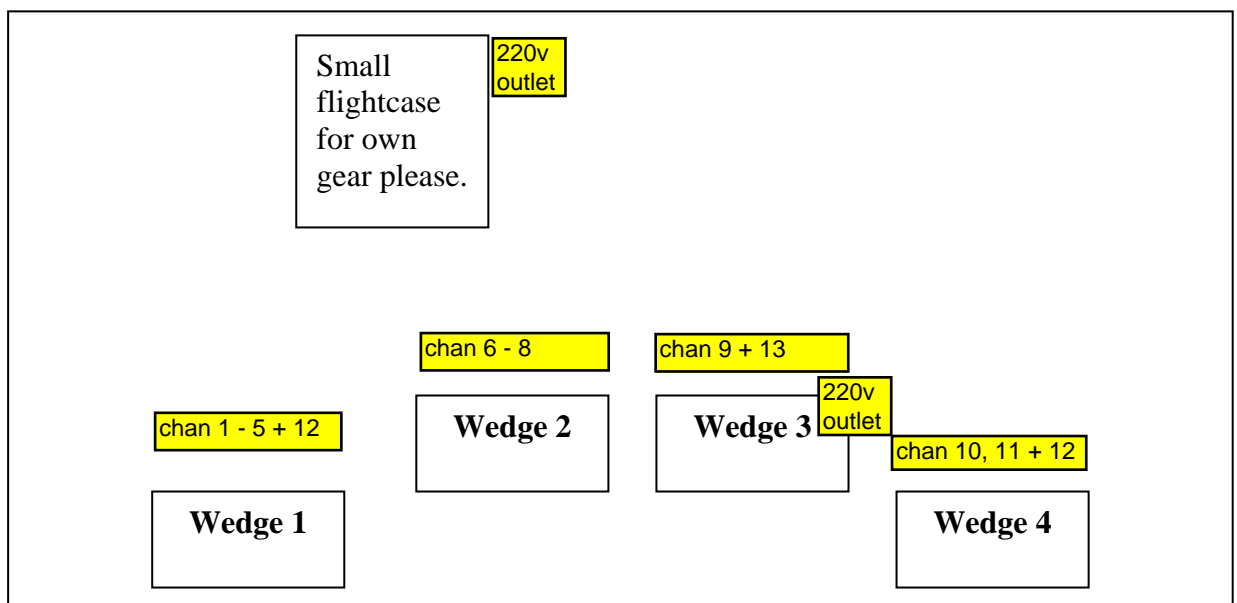 Small
flightcase
for own
gear please.
220v
outlet
chan 6 - 8
chan 9 + 13
Wedge 2
Wedge 3
220v
outlet
chan 1 - 5 + 12
chan 10, 11 + 12
Wedge 1
Wedge 4